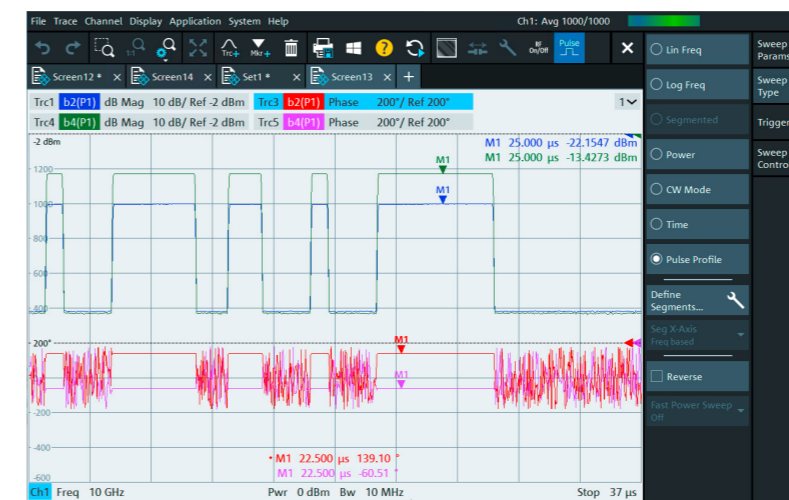 File Trace Channel Display Application System Help Ch1: Avg 1000/1000
1:1 Trc+ Mkr+ RF On/Off Pulse
Screen12 * × Screen14 × Set1 * × Screen13 × +
Trc1 b2(P1) dB Mag 10 dB/ Ref -2 dBm Trc3 b2(P1) Phase 200°/ Ref 200° 1
Trc4 b4(P1) dB Mag 10 dB/ Ref -2 dBm Trc5 b4(P1) Phase 200°/ Ref 200°
-2 dBm
M1 25.000 µs -22.1547 dBm
M1 25.000 µs -13.4273 dBm
M1
1200
M1
1000
800
600
400
200°
M1
M1
-200
-400
M1 22.500 µs 139.10 °
M1 22.500 µs -60.51 °
-600
Ch1 Freq 10 GHz Pwr 0 dBm Bw 10 MHz Stop 37 µs
Lin Freq
Log Freq
Segmented
Power
CW Mode
Time
Pulse Profile
Define
Segments...
Seg X-Axis
Freq based
Reverse
Fast Power Sweep
Off
Sweep
Params
Sweep
Type
Trigger
Sweep
Contro